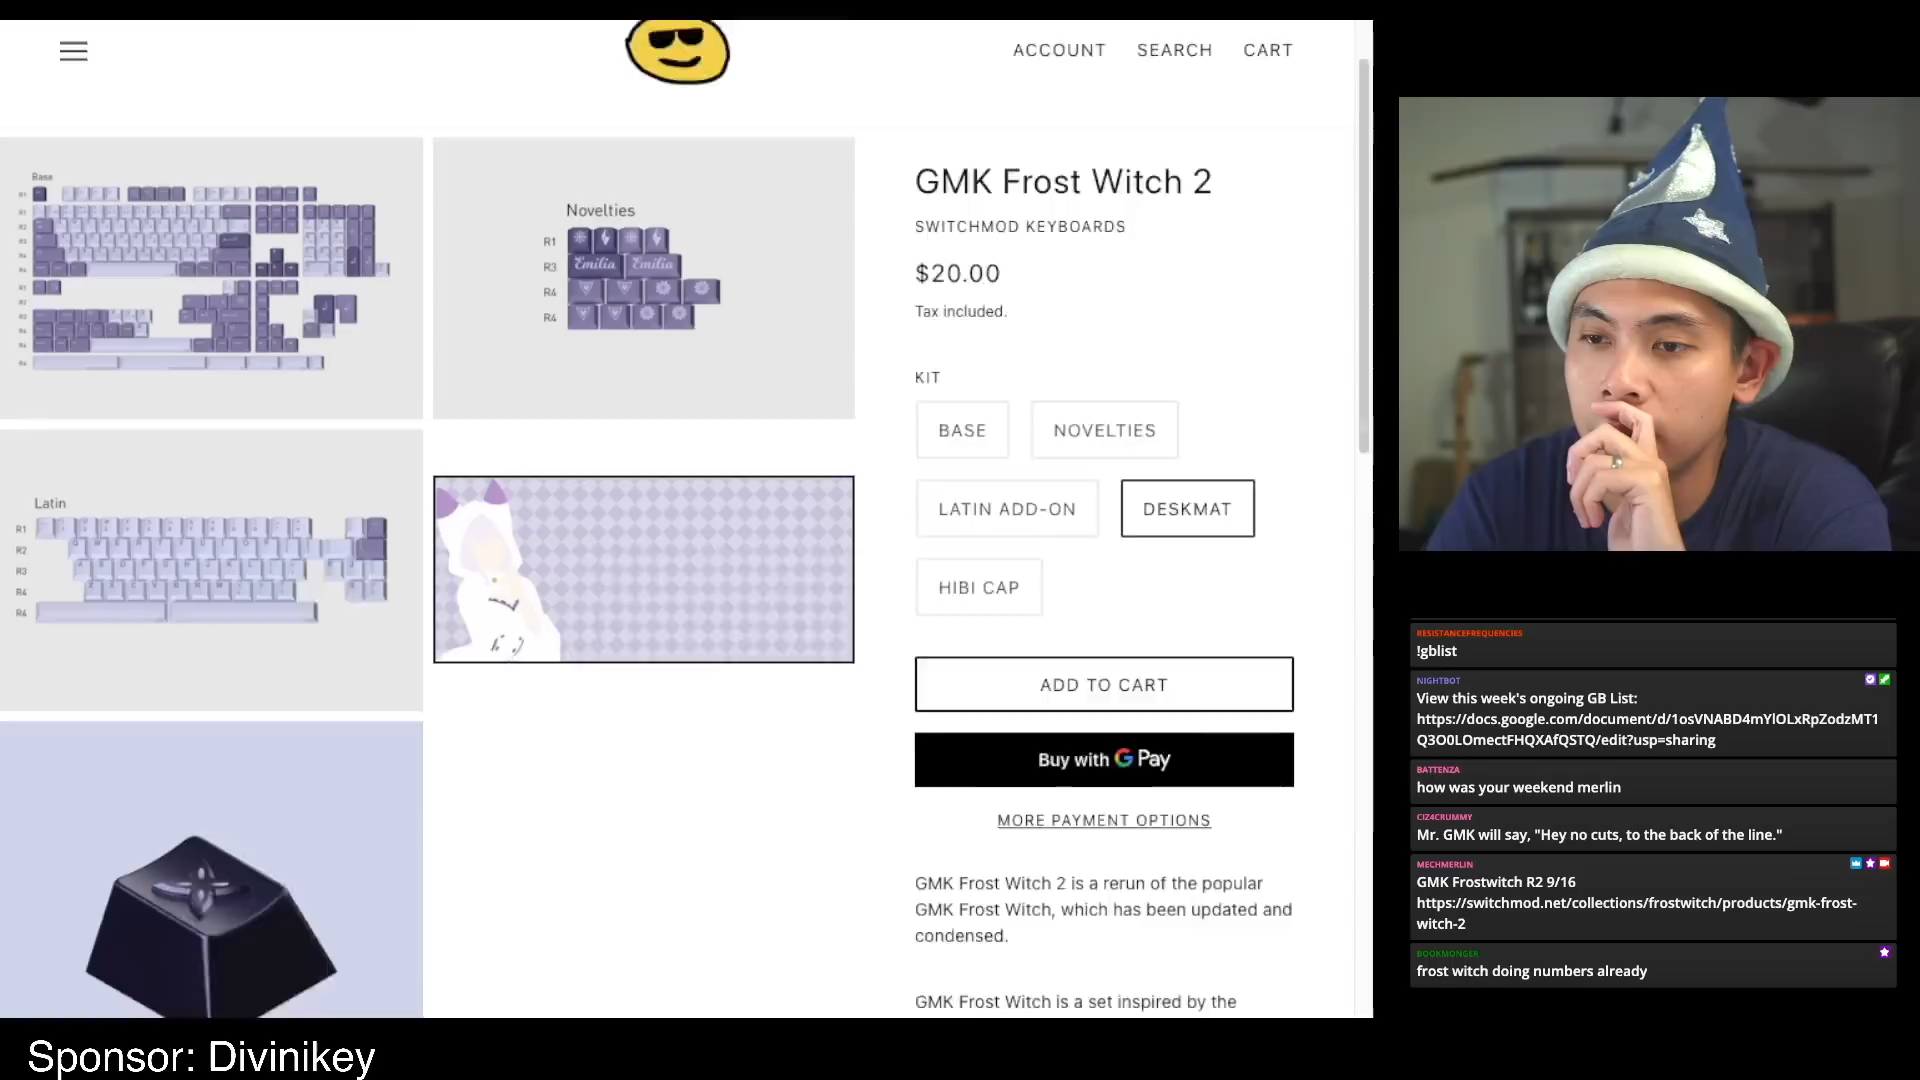 ACCOUNT SEARCH CART
Base
Novelties
R1
R3
Emilia Emilia
R4
R4
Latin
R1
R2
R3
R4
R4
GMK Frost Witch 2
SWITCHMOD KEYBOARDS
$20.00
Tax included.
KIT
BASE NOVELTIES
LATIN ADD-ON DESKMAT
HIBI CAP
ADD TO CART
Buy with G Pay
MORE PAYMENT OPTIONS
GMK Frost Witch 2 is a rerun of the popular
GMK Frost Witch, which has been updated and
condensed.
GMK Frost Witch is a set inspired by the
RESISTANCEFREQUENCIES
!gblist
NIGHTBOT
View this week's ongoing GB List:
https://docs.google.com/document/d/1osVNABD4mYlOLxRpZodzMT1
Q3O0LOmectFHQXAfQSTQ/edit?usp=sharing
BATTENZA
how was your weekend merlin
CIZ4CRUMMY
Mr. GMK will say, "Hey no cuts, to the back of the line."
MECHMERLIN
GMK Frostwitch R2 9/16
https://switchmod.net/collections/frostwitch/products/gmk-frost-
witch-2
BOOKMONGER
frost witch doing numbers already
Sponsor: Divinikey